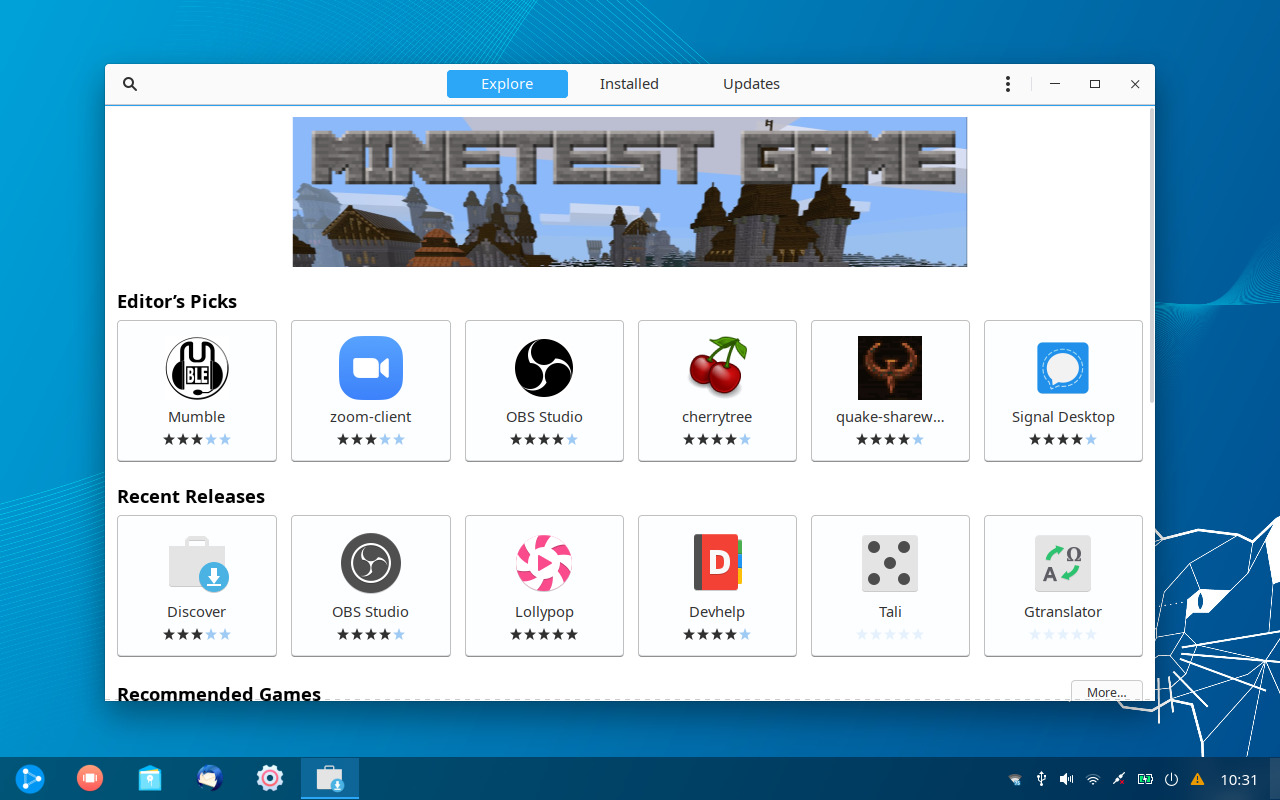 Explore Installed Updates
MINETEST GAME
Editor’s Picks
BLE
Mumble zoom-client OBS Studio cherrytree quake-sharew... Signal Desktop
Recent Releases
D
Ω
A
Discover OBS Studio Lollypop Devhelp Tali Gtranslator
Recommended Games More...
10:31